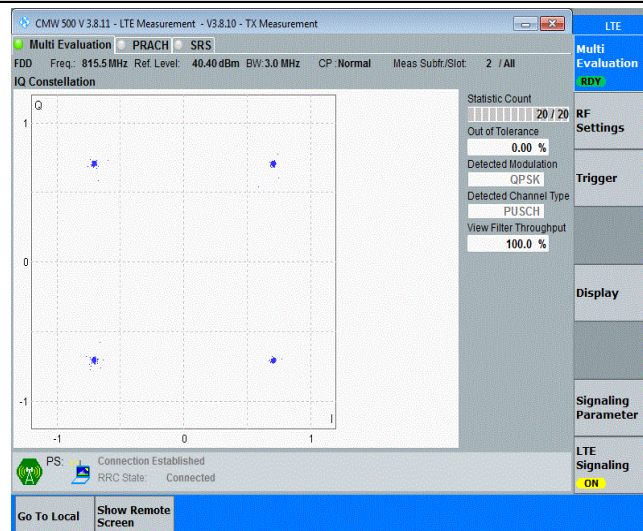 CMW 500 V 3.8.11 - LTE Measurement - V3.8.10 - TX Measurement
LTE
Multi Evaluation PRACH SRS
Multi
Evaluation
RDY
FDD Freq.: 815.5 MHz Ref. Level: 40.40 dBm BW: 3.0 MHz CP: Normal Meas Subfr./Slot: 2 / All
IQ Constellation
Q
1
0
-1
-1
0
1
I
Statistic Count
20 / 20
Out of Tolerance
0.00 %
Detected Modulation
QPSK
Detected Channel Type
PUSCH
View Filter Throughput
100.0 %
RF
Settings
Trigger
Display
Signaling
Parameter
LTE
Signaling
ON
PS: Connection Established
RRC State: Connected
Go To Local
Show Remote
Screen